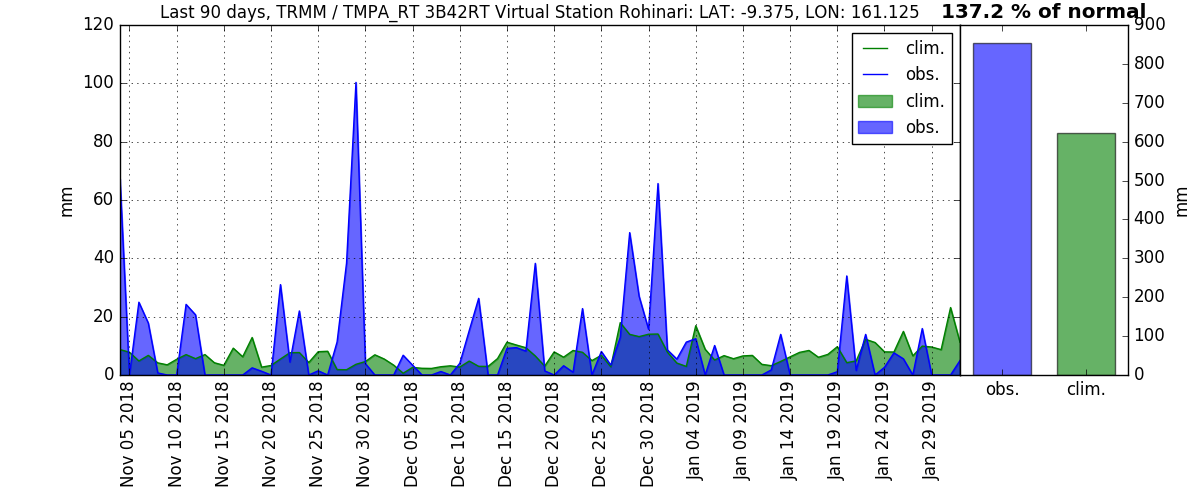 Last 90 days, TRMM / TMPA_RT 3B42RT Virtual Station Rohinari: LAT: -9.375, LON: 161.125
137.2 % of normal
120
100
80
60
40
20
0
mm
clim.
obs.
clim.
obs.
900
800
700
600
500
400
300
200
100
0
mm
obs.
clim.
Nov 05 2018
Nov 10 2018
Nov 15 2018
Nov 20 2018
Nov 25 2018
Nov 30 2018
Dec 05 2018
Dec 10 2018
Dec 15 2018
Dec 20 2018
Dec 25 2018
Dec 30 2018
Jan 04 2019
Jan 09 2019
Jan 14 2019
Jan 19 2019
Jan 24 2019
Jan 29 2019